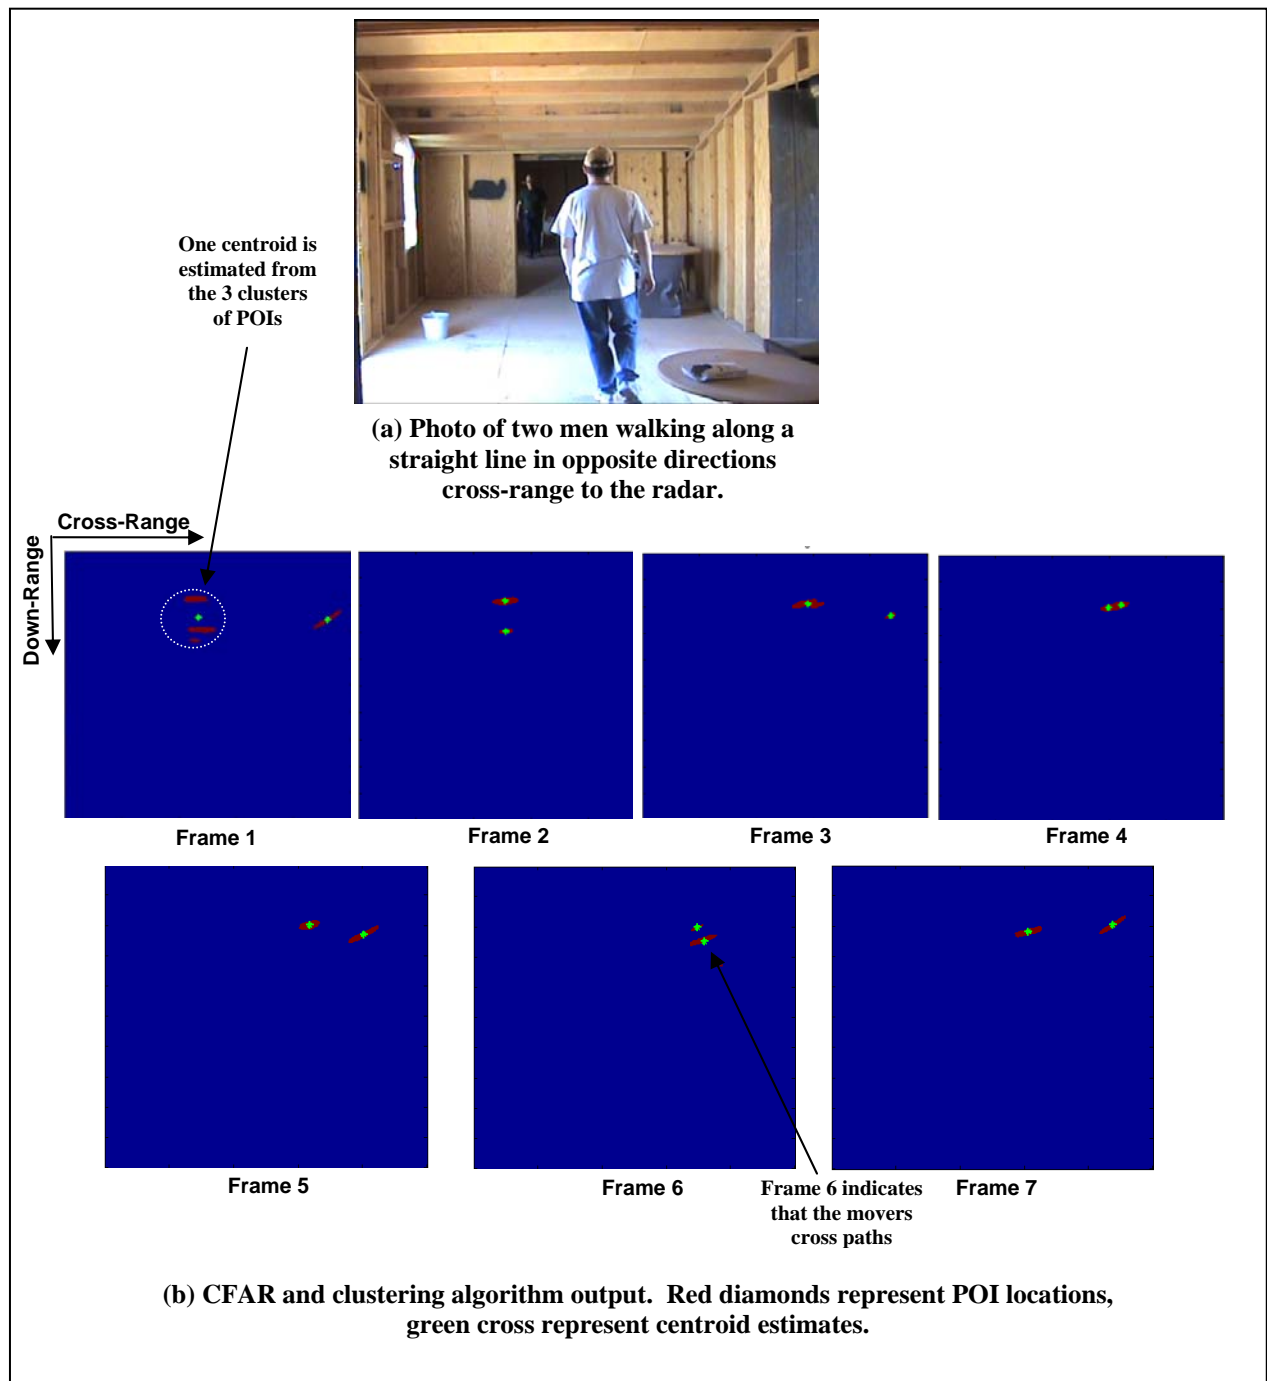 One centroid is
estimated from
the 3 clusters
of POIs
(a) Photo of two men walking along a
straight line in opposite directions
cross-range to the radar.
Cross-Range
Down-Range
Frame 1
Frame 2
Frame 3
Frame 4
Frame 5
Frame 6
Frame 7
Frame 6 indicates
that the movers
cross paths
(b) CFAR and clustering algorithm output.  Red diamonds represent POI locations,
green cross represent centroid estimates.